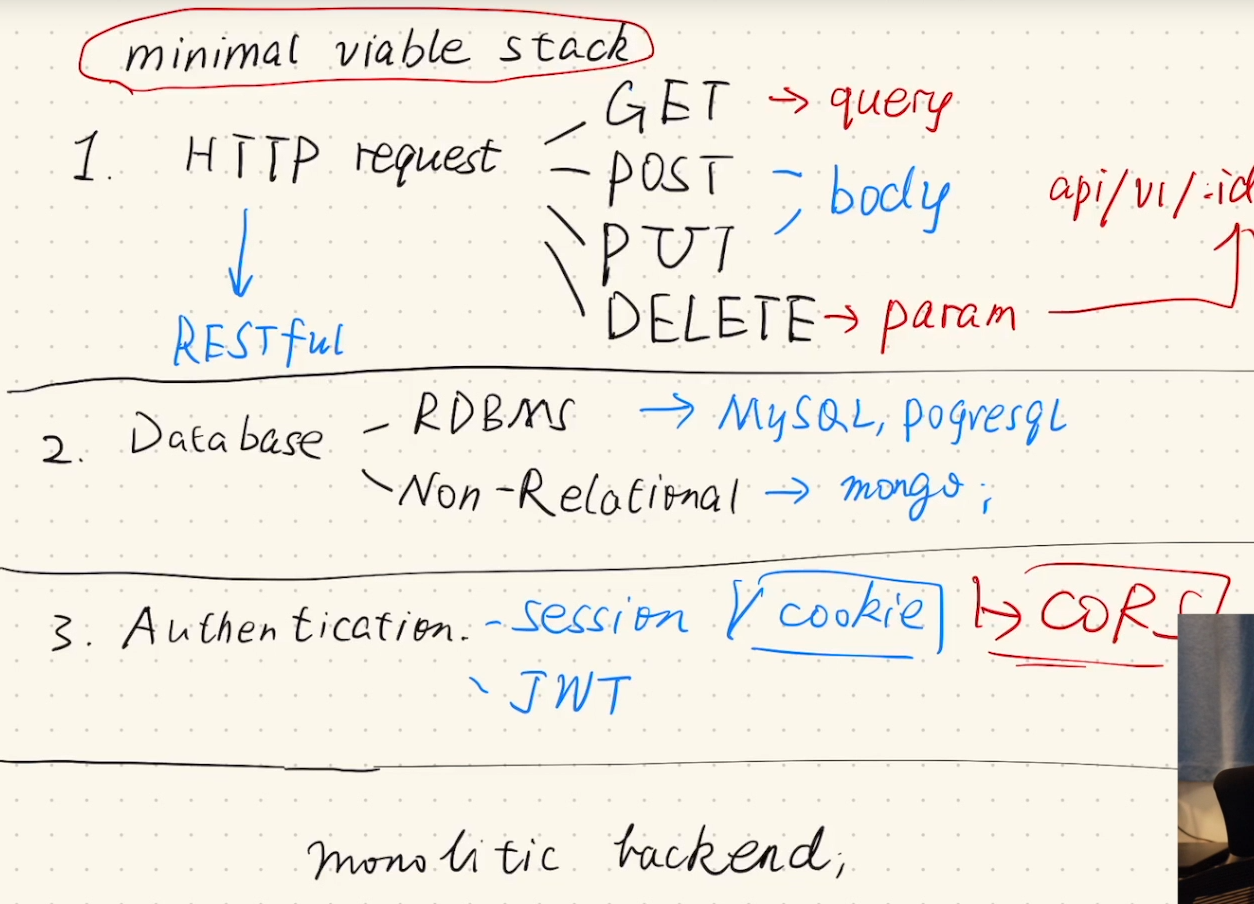 minimal viable stack
GET → query
1. HTTP request
POST
body
api/v1/:id
PUT
DELETE → param
RESTful
2. Database
RDBMS → MySQL, pogresql
Non-Relational → mongo;
3. Authentication. - session
cookie
CORS
JWT
monolitic backend;